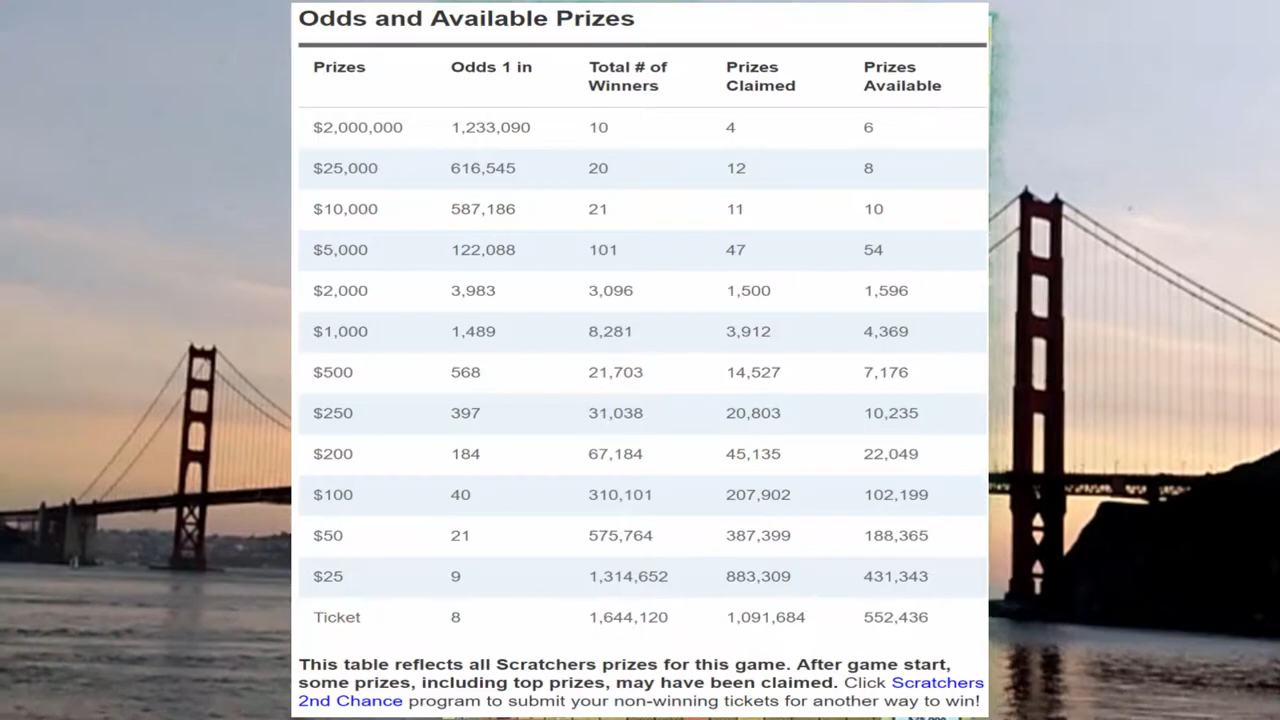 Odds and Available Prizes
Prizes Odds 1 in Total # of Winners Prizes Claimed Prizes Available
$2,000,000 1,233,090 10 4 6
$25,000 616,545 20 12 8
$10,000 587,186 21 11 10
$5,000 122,088 101 47 54
$2,000 3,983 3,096 1,500 1,596
$1,000 1,489 8,281 3,912 4,369
$500 568 21,703 14,527 7,176
$250 397 31,038 20,803 10,235
$200 184 67,184 45,135 22,049
$100 40 310,101 207,902 102,199
$50 21 575,764 387,399 188,365
$25 9 1,314,652 883,309 431,343
Ticket 8 1,644,120 1,091,684 552,436
This table reflects all Scratchers prizes for this game. After game start,
some prizes, including top prizes, may have been claimed. Click Scratchers
2nd Chance program to submit your non-winning tickets for another way to win!